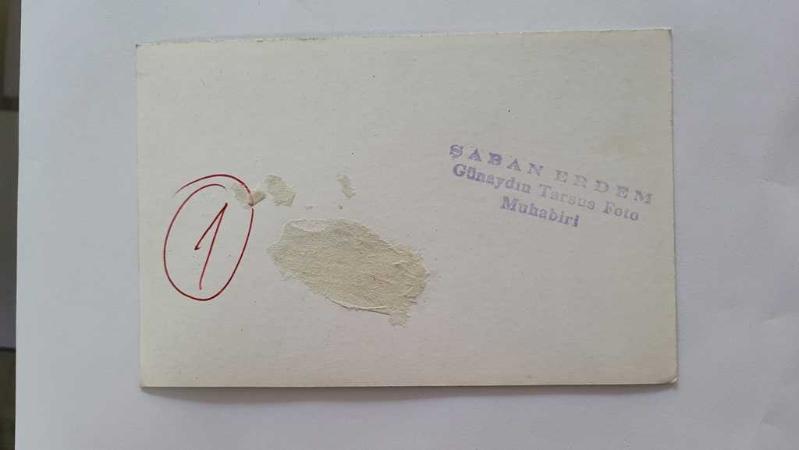 1
ŞABAN ERDEM
Günaydın Tarsus Foto
Muhabiri